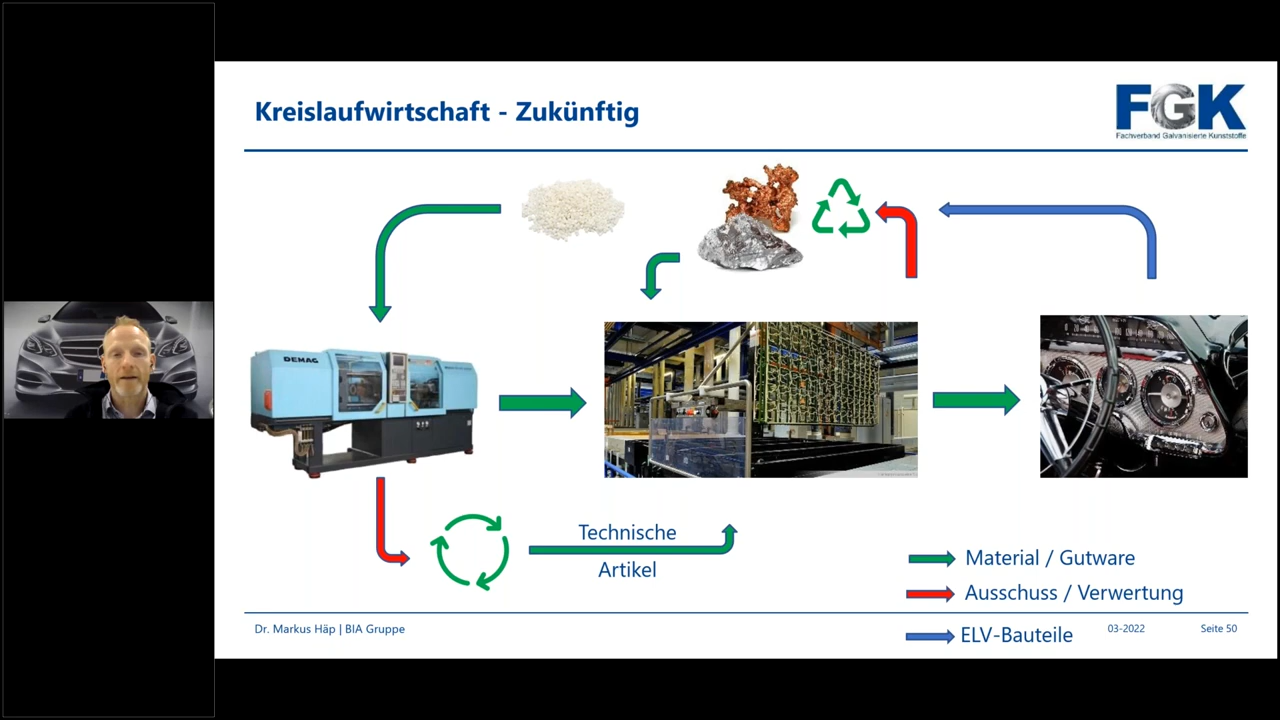 Kreislaufwirtschaft - Zukünftig
FGK
Fachverband Galvanisierte Kunststoffe
DEMAG
Technische
Artikel
Material / Gutware
Ausschuss / Verwertung
ELV-Bauteile
Dr. Markus Häp | BIA Gruppe
03-2022
Seite 50